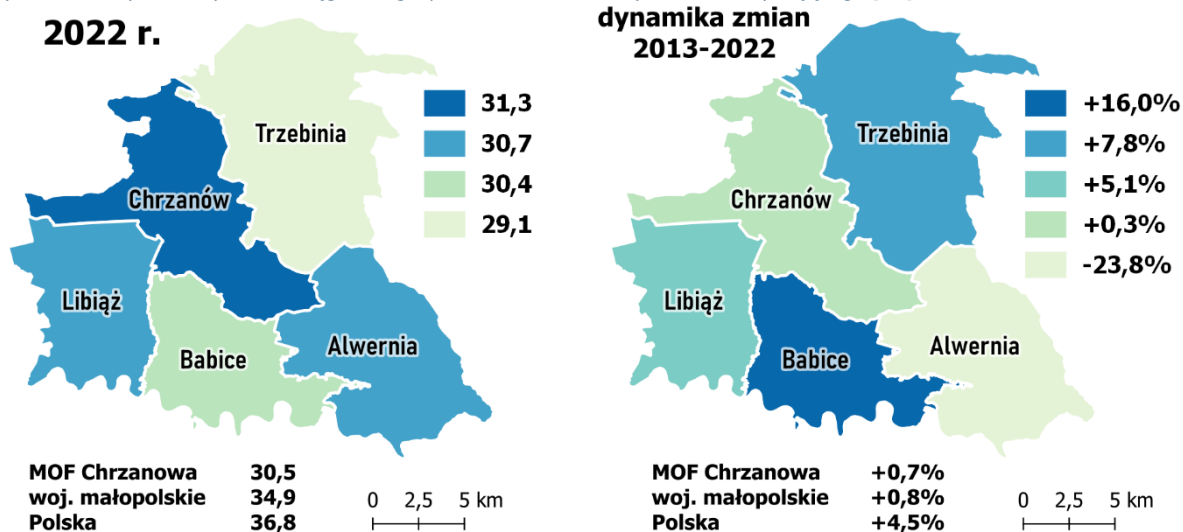 2022 r.
Trzebinia
Chrzanów
Libiąż
Babice
Alwernia
31,3
30,7
30,4
29,1
MOF Chrzanowa 30,5
woj. małopolskie 34,9
Polska 36,8
0 2,5 5 km
dynamika zmian
2013-2022
Trzebinia
Chrzanów
Libiąż
Babice
Alwernia
+16,0%
+7,8%
+5,1%
+0,3%
-23,8%
MOF Chrzanowa +0,7%
woj. małopolskie +0,8%
Polska +4,5%
0 2,5 5 km